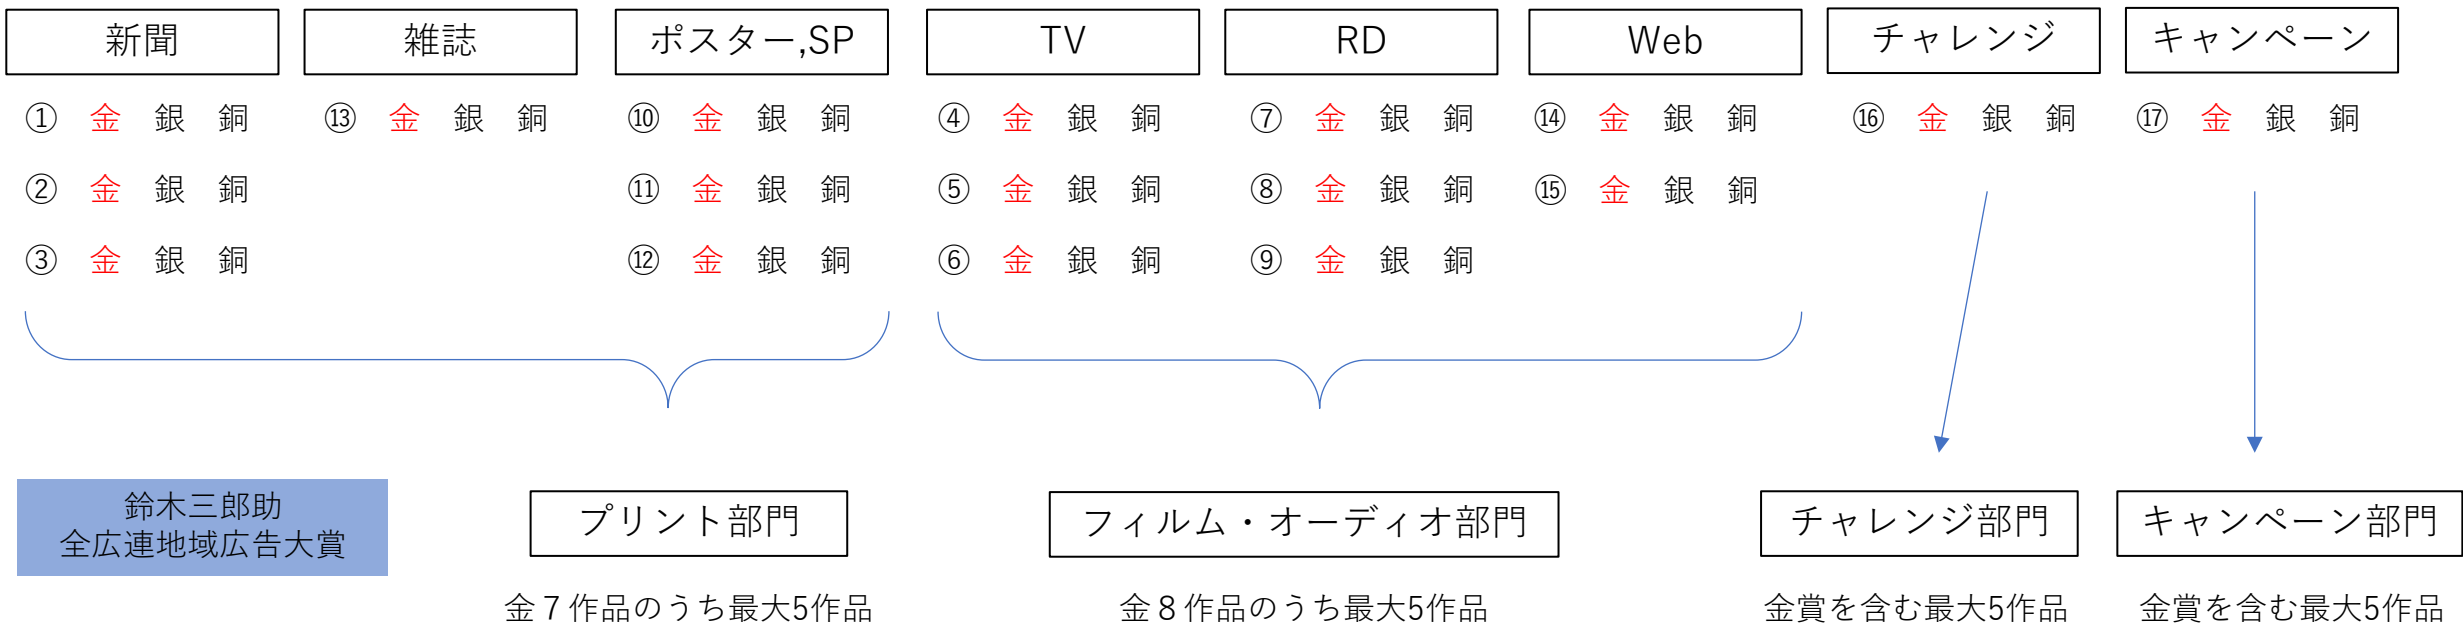 新聞 雑誌 ポスター,SP TV RD Web チャレンジ キャンペーン
① 金 銀 銅 ⑬ 金 銀 銅 ⑩ 金 銀 銅 ④ 金 銀 銅 ⑦ 金 銀 銅 ⑭ 金 銀 銅 ⑯ 金 銀 銅 ⑰ 金 銀 銅
② 金 銀 銅 ⑪ 金 銀 銅 ⑤ 金 銀 銅 ⑧ 金 銀 銅 ⑮ 金 銀 銅
③ 金 銀 銅 ⑫ 金 銀 銅 ⑥ 金 銀 銅 ⑨ 金 銀 銅
鈴木三郎助
全広連地域広告大賞
プリント部門 フィルム・オーディオ部門 チャレンジ部門 キャンペーン部門
金７作品のうち最大5作品 金８作品のうち最大5作品 金賞を含む最大5作品 金賞を含む最大5作品